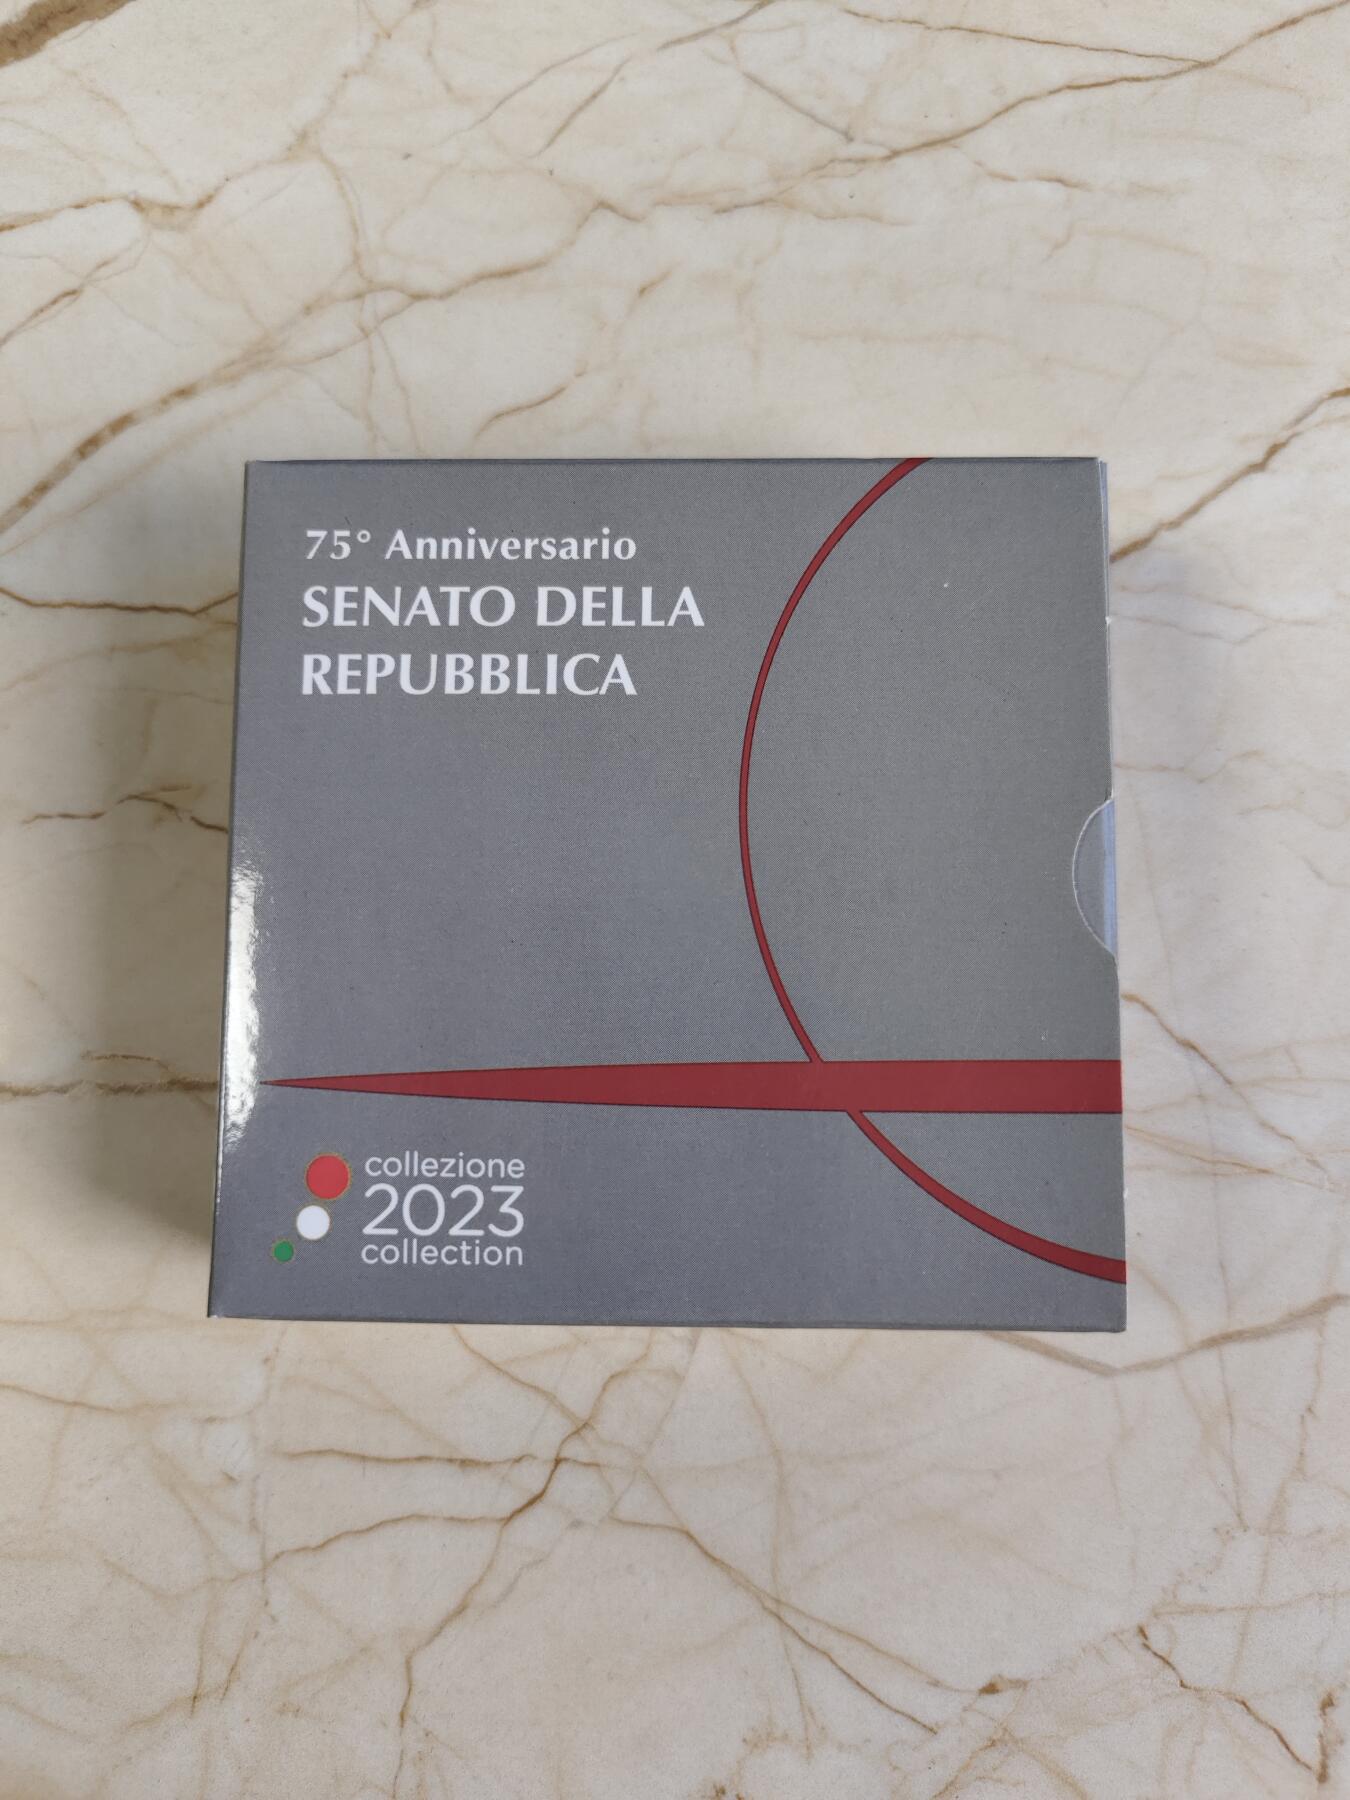 75° Anniversario
SENATO DELLA
REPUBBLICA
collezione
2023
collection